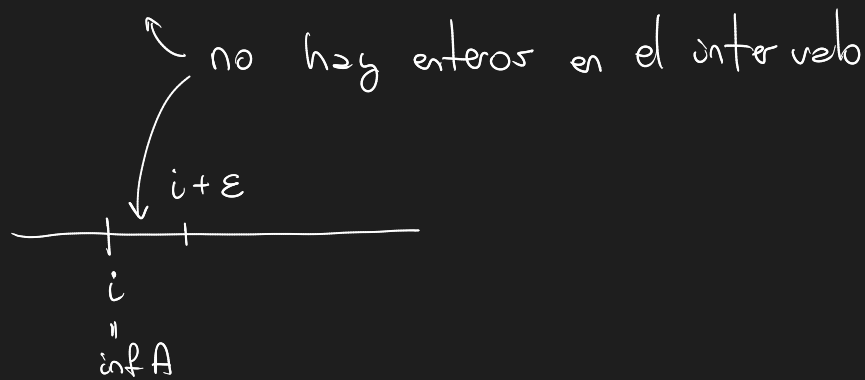 no hay enteros en el intervalo
i + ε
i
=
inf A